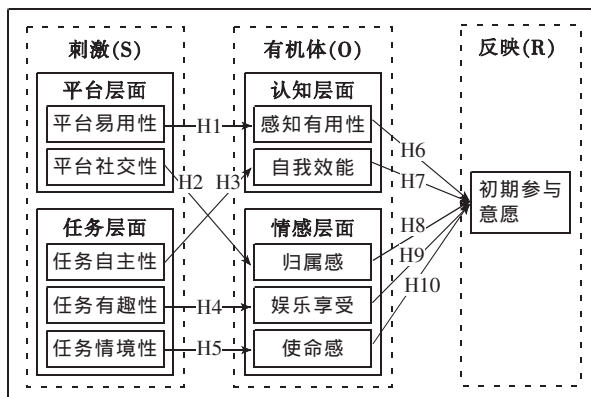 刺激(S)
有机体(O)
反映(R)
平台层面
平台易用性
平台社交性
任务层面
任务自主性
任务有趣性
任务情境性
H1
H2
H3
H4
H5
认知层面
感知有用性
自我效能
情感层面
归属感
娱乐享受
使命感
H6
H7
H8
H9
H10
初期参与
意愿